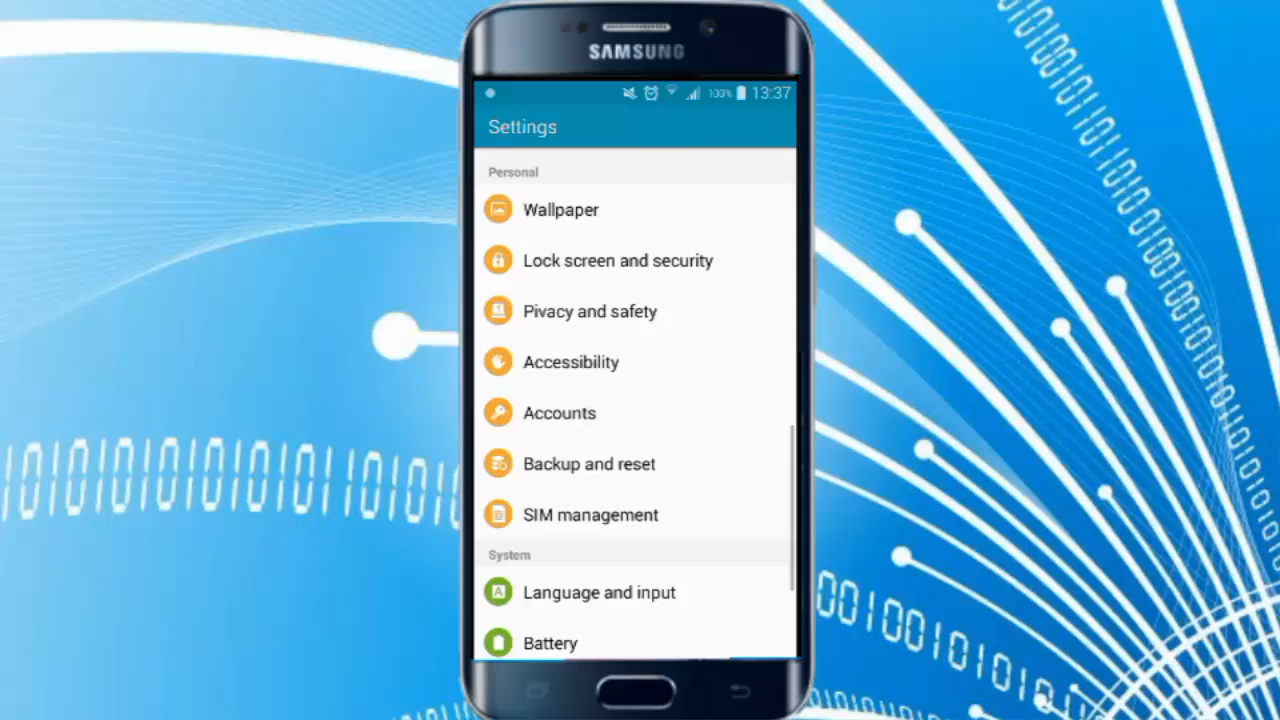 SAMSUNG
100% 13:37
Settings
Personal
Wallpaper
Lock screen and security
Privacy and safety
Accessibility
Accounts
Backup and reset
SIM management
System
Language and input
Battery